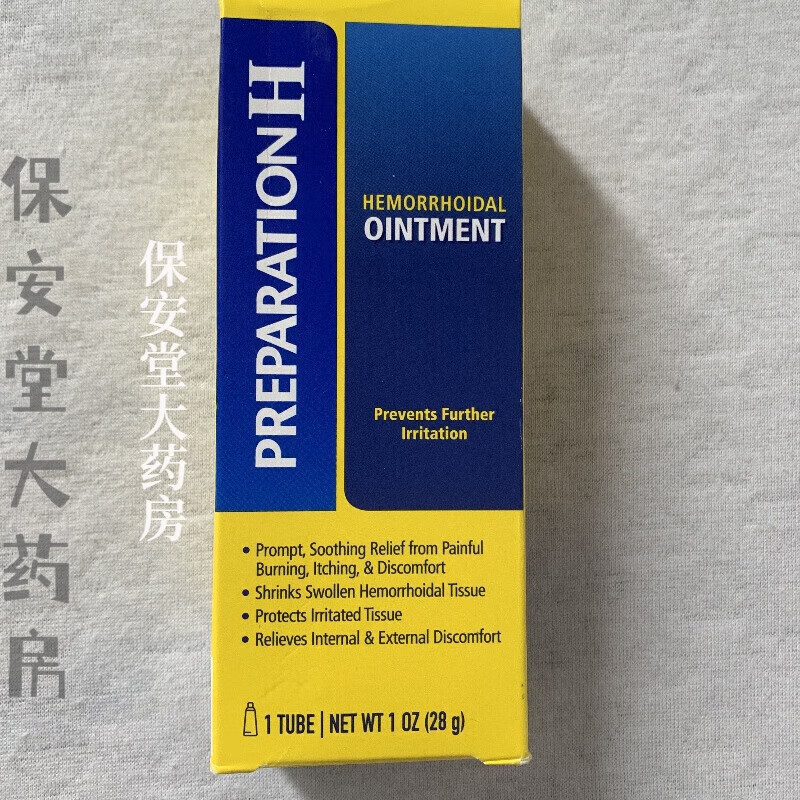 PREPARATION H
HEMORRHOIDAL
OINTMENT
Prevents Further
Irritation
• Prompt, Soothing Relief from Painful
Burning, Itching, & Discomfort
• Shrinks Swollen Hemorrhoidal Tissue
• Protects Irritated Tissue
• Relieves Internal & External Discomfort
1 TUBE | NET WT 1 OZ (28 g)
保安堂大药房
保安堂大药房